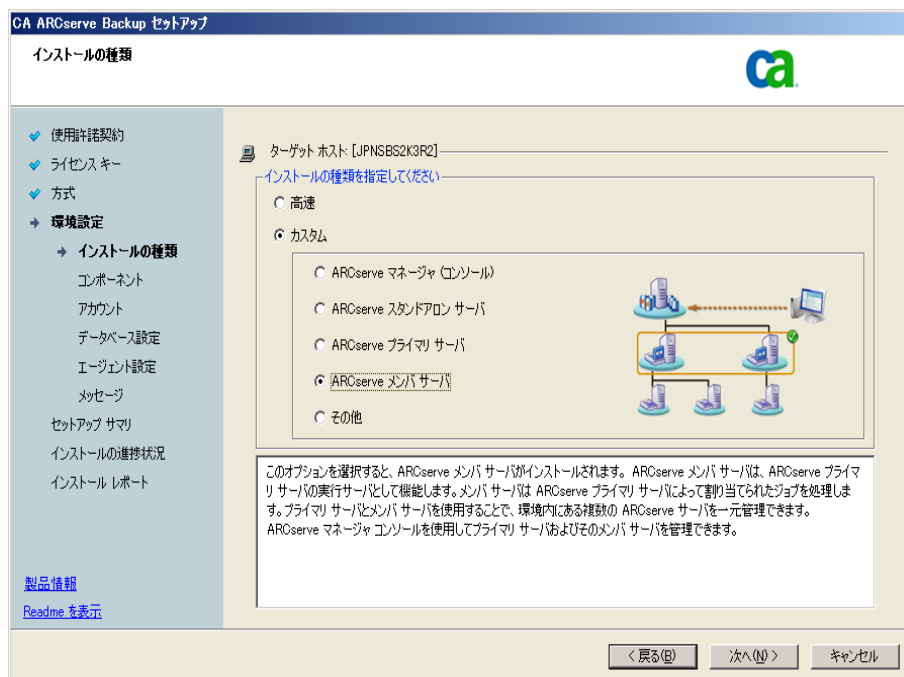 CA ARCserve Backup セットアップ
インストールの種類
ca
使用許諾契約
ライセンス キー
方式
環境設定
インストールの種類
コンポーネント
アカウント
データベース設定
エージェント設定
メッセージ
セットアップ サマリ
インストールの進捗状況
インストール レポート
製品情報
Readme を表示
ターゲット ホスト: [JPNSBS2K3R2]
インストールの種類を指定してください
高速
カスタム
ARCserve マネージャ (コンソール)
ARCserve スタンドアロン サーバ
ARCserve プライマリ サーバ
ARCserve メンバ サーバ
その他
このオプションを選択すると、ARCserve メンバ サーバがインストールされます。 ARCserve メンバ サーバは、ARCserve プライマ
リ サーバの実行サーバとして機能します。メンバ サーバは ARCserve プライマリ サーバによって割り当てられたジョブを処理しま
す。プライマリ サーバとメンバ サーバを使用することで、環境内にある複数の ARCserve サーバを一元管理できます。
ARCserve マネージャ コンソールを使用してプライマリ サーバおよびそのメンバ サーバを管理できます。
< 戻る(B)
次へ(N) >
キャンセル